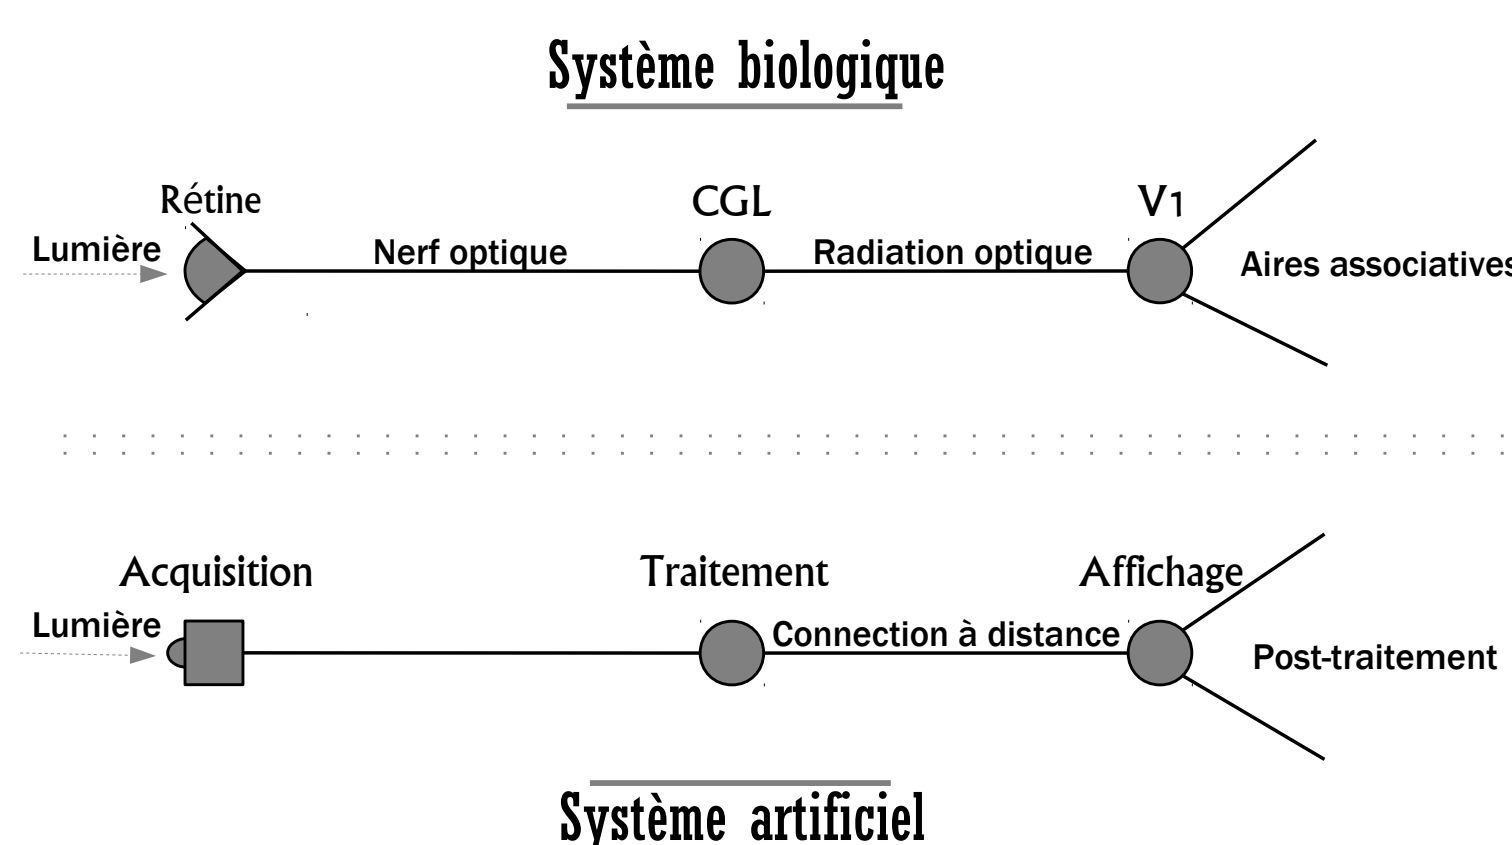 Système biologique
Rétine
CGL
V1
Lumière
Nerf optique
Radiation optique
Aires associatives
Acquisition
Traitement
Affichage
Lumière
Connection à distance
Post-traitement
Système artificiel